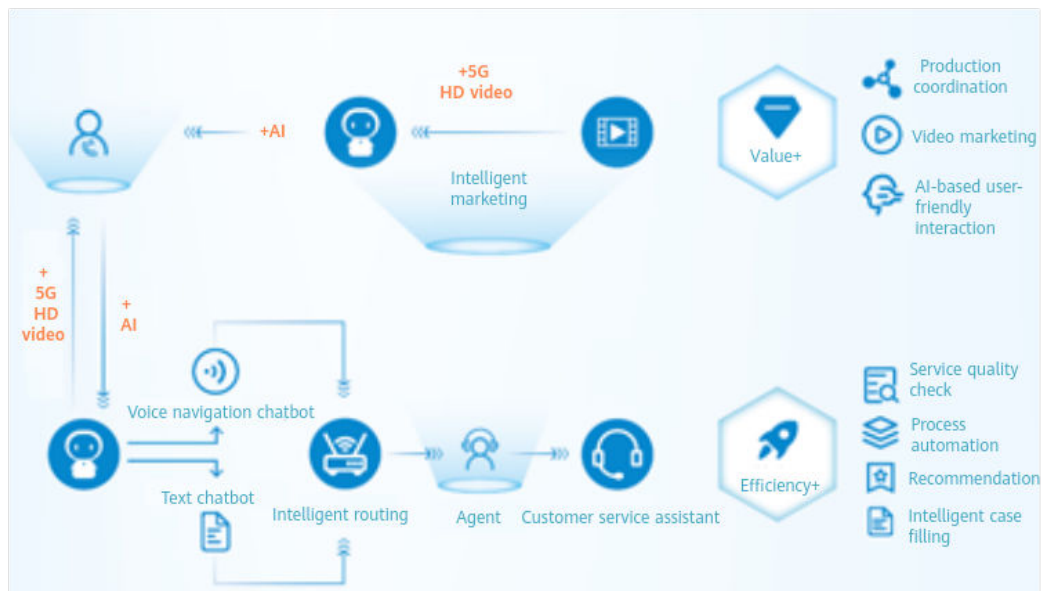 +5G
HD video
+AI
Intelligent
marketing
Value+
Production
coordination
Video marketing
AI-based user-
friendly
interaction
+
5G
HD
video
+
AI
Voice navigation chatbot
Text chatbot
Intelligent routing
Agent
Customer service assistant
Efficiency+
Service quality
check
Process
automation
Recommendation
Intelligent case
filling